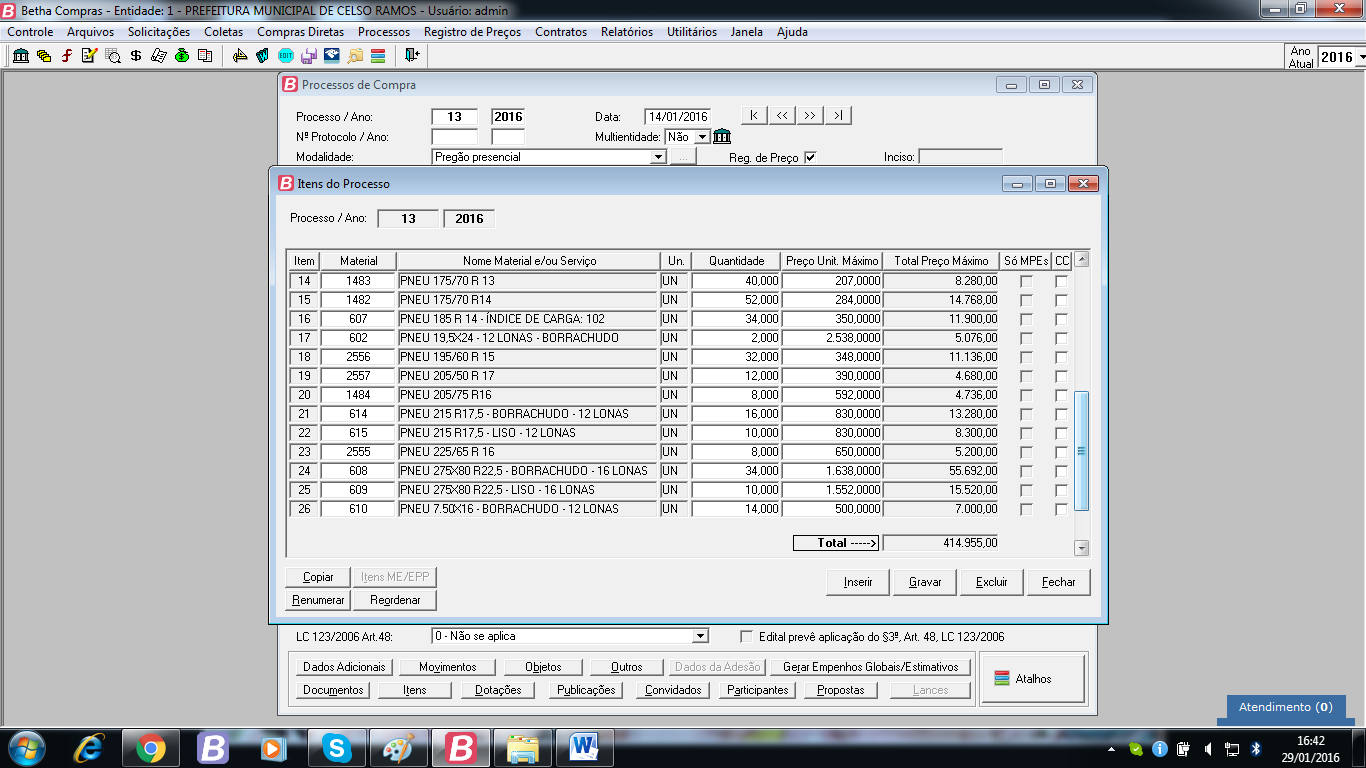 Betha Compras - Entidade: 1 - PREFEITURA MUNICIPAL DE CELSO RAMOS - Usuário: admin
Controle Arquivos Solicitações Coletas Compras Diretas Processos Registro de Preços Contratos Relatórios Utilitários Janela Ajuda
EDIT Ano Atual 2016
B Processos de Compra
Processo / Ano: 13 2016 Data: 14/01/2016 |< << >> >|
Nº Protocolo / Ano: Multientidade: Não
Modalidade: Pregão presencial ... Reg. de Preço Inciso:
B Itens do Processo
Processo / Ano: 13 2016
Item Material Nome Material e/ou Serviço Un. Quantidade Preço Unit. Máximo Total Preço Máximo Só MPEs CC
14 1483 PNEU 175/70 R 13 UN 40,000 207,0000 8.280,00
15 1482 PNEU 175/70 R14 UN 52,000 284,0000 14.768,00
16 607 PNEU 185 R 14 - ÍNDICE DE CARGA: 102 UN 34,000 350,0000 11.900,00
17 602 PNEU 19,5X24 - 12 LONAS - BORRACHUDO UN 2,000 2.538,0000 5.076,00
18 2556 PNEU 195/60 R 15 UN 32,000 348,0000 11.136,00
19 2557 PNEU 205/50 R 17 UN 12,000 390,0000 4.680,00
20 1484 PNEU 205/75 R16 UN 8,000 592,0000 4.736,00
21 614 PNEU 215 R17,5 - BORRACHUDO - 12 LONAS UN 16,000 830,0000 13.280,00
22 615 PNEU 215 R17,5 - LISO - 12 LONAS UN 10,000 830,0000 8.300,00
23 2555 PNEU 225/65 R 16 UN 8,000 650,0000 5.200,00
24 608 PNEU 275X80 R22,5 - BORRACHUDO - 16 LONAS UN 34,000 1.638,0000 55.692,00
25 609 PNEU 275X80 R22,5 - LISO - 16 LONAS UN 10,000 1.552,0000 15.520,00
26 610 PNEU 7.50X16 - BORRACHUDO - 12 LONAS UN 14,000 500,0000 7.000,00
Total -----> 414.955,00
Copiar Itens ME/EPP Inserir Gravar Excluir Fechar
Renumerar Reordenar
LC 123/2006 Art.48: 0 - Não se aplica Edital prevê aplicação do §3º, Art. 48, LC 123/2006
Dados Adicionais Movimentos Objetos Outros Dados da Adesão Gerar Empenhos Globais/Estimativos
Documentos Itens Dotações Publicações Convidados Participantes Propostas Lances Atalhos
Atendimento (0)
16:42
29/01/2016